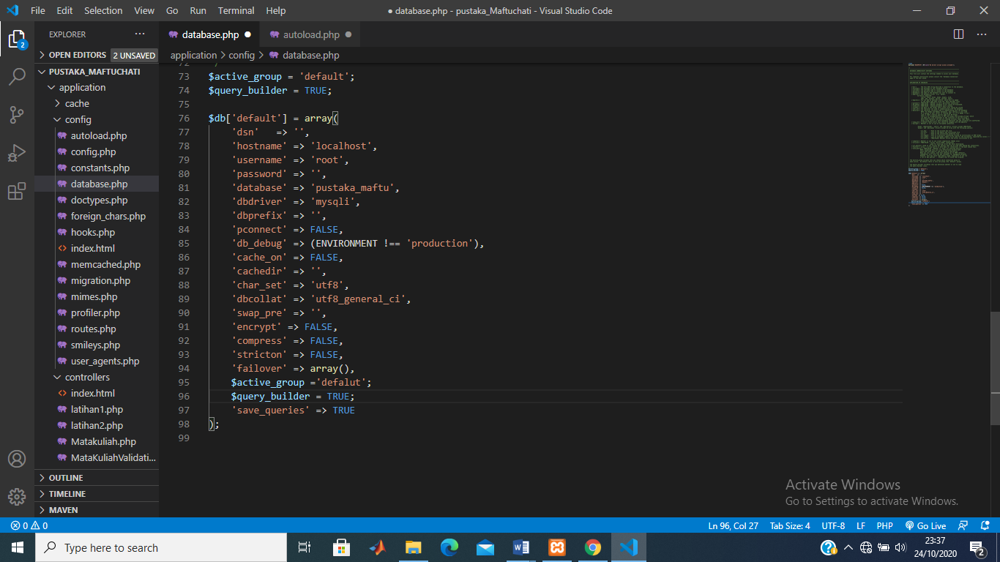 File Edit Selection View Go Run Terminal Help
● database.php - pustaka_Maftuchati - Visual Studio Code
EXPLORER ···
OPEN EDITORS 2 UNSAVED
PUSTAKA_MAFTUCHATI
application
cache
config
autoload.php
config.php
constants.php
database.php
doctypes.php
foreign_chars.php
hooks.php
index.html
memcached.php
migration.php
mimes.php
profiler.php
routes.php
smileys.php
user_agents.php
controllers
index.html
latihan1.php
latihan2.php
Matakuliah.php
MataKuliahValidati...
OUTLINE
TIMELINE
MAVEN
2
database.php ● autoload.php ●
application > config > database.php
72 */
73 $active_group = 'default';
74 $query_builder = TRUE;
75
76 $db['default'] = array(
77 'dsn'   => '',
78 'hostname' => 'localhost',
79 'username' => 'root',
80 'password' => '',
81 'database' => 'pustaka_maftu',
82 'dbdriver' => 'mysqli',
83 'dbprefix' => '',
84 'pconnect' => FALSE,
85 'db_debug' => (ENVIRONMENT !== 'production'),
86 'cache_on' => FALSE,
87 'cachedir' => '',
88 'char_set' => 'utf8',
89 'dbcollat' => 'utf8_general_ci',
90 'swap_pre' => '',
91 'encrypt' => FALSE,
92 'compress' => FALSE,
93 'stricton' => FALSE,
94 'failover' => array(),
95 $active_group ='defalut';
96 $query_builder = TRUE;
97 'save_queries' => TRUE
98 );
99
Activate Windows
Go to Settings to activate Windows.
0 0 Ln 96, Col 27 Tab Size: 4 UTF-8 LF PHP Go Live
Type here to search
23:37
24/10/2020
2